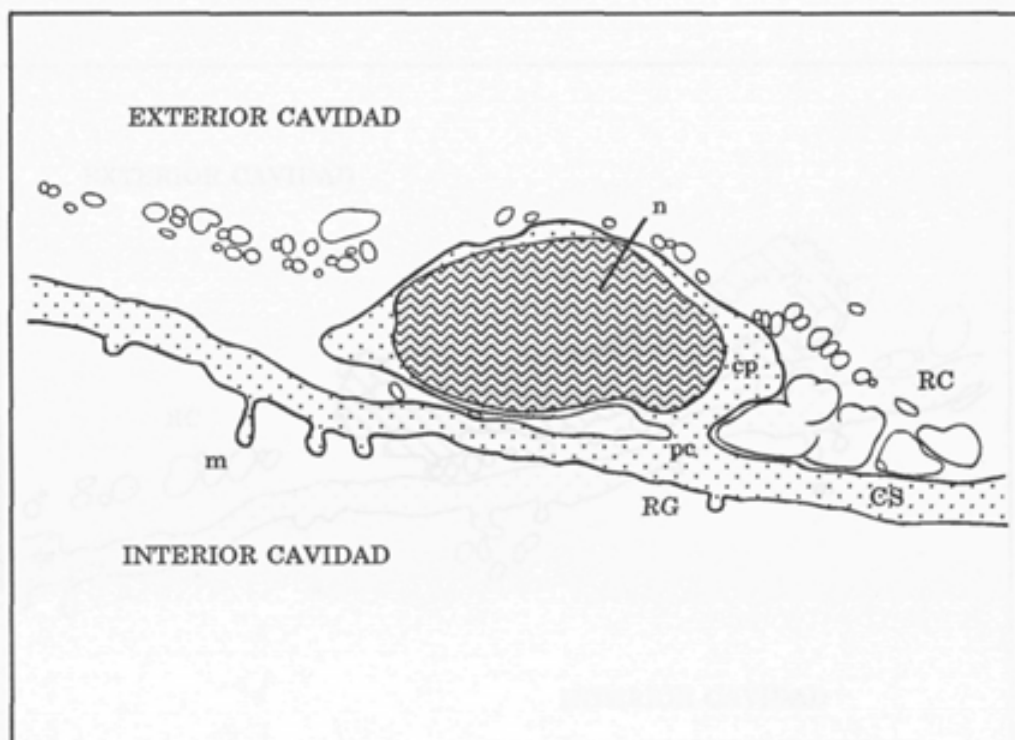 EXTERIOR CAVIDAD
n
cp
RC
pc
m
CS
RG
INTERIOR CAVIDAD